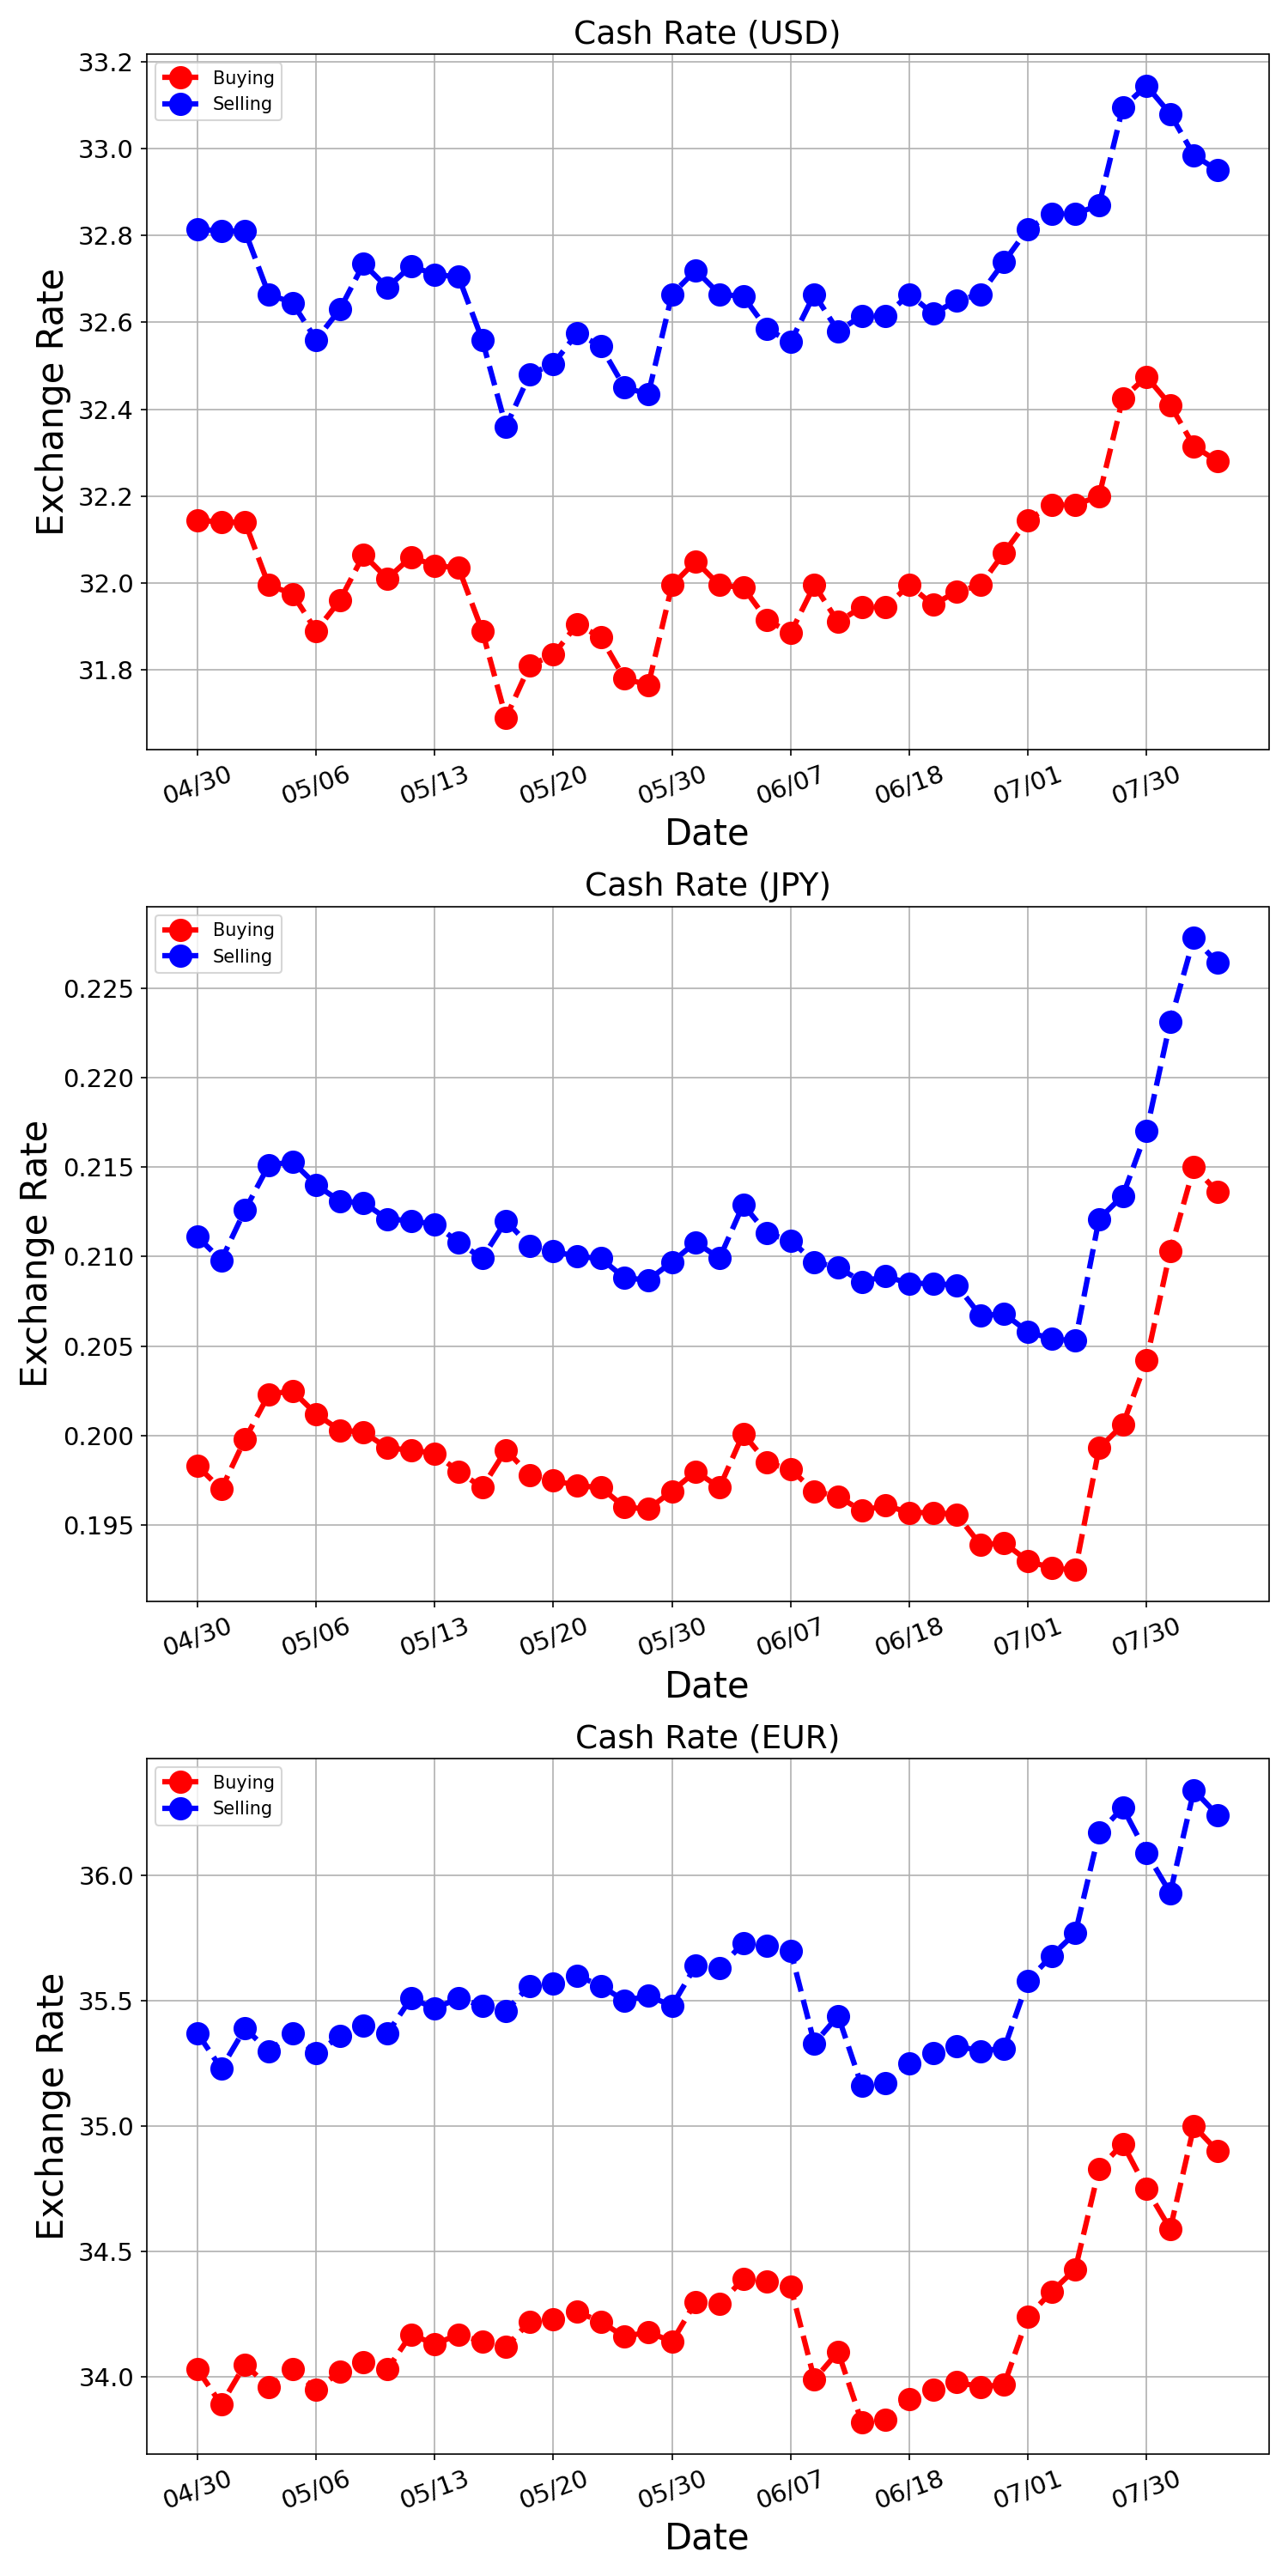 Cash Rate (USD)
Buying
Selling
33.2
33.0
32.8
32.6
32.4
32.2
32.0
31.8
Exchange Rate
04/30 05/06 05/13 05/20 05/30 06/07 06/18 07/01 07/30
Date
Cash Rate (JPY)
Buying
Selling
0.225
0.220
0.215
0.210
0.205
0.200
0.195
Exchange Rate
04/30 05/06 05/13 05/20 05/30 06/07 06/18 07/01 07/30
Date
Cash Rate (EUR)
Buying
Selling
36.0
35.5
35.0
34.5
34.0
Exchange Rate
04/30 05/06 05/13 05/20 05/30 06/07 06/18 07/01 07/30
Date